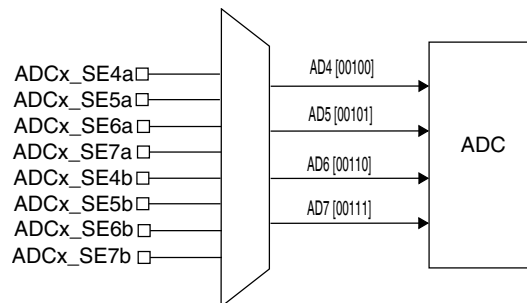 ADCx_SE4a
ADCx_SE5a
ADCx_SE6a
ADCx_SE7a
ADCx_SE4b
ADCx_SE5b
ADCx_SE6b
ADCx_SE7b
AD4 [00100]
AD5 [00101]
AD6 [00110]
AD7 [00111]
ADC